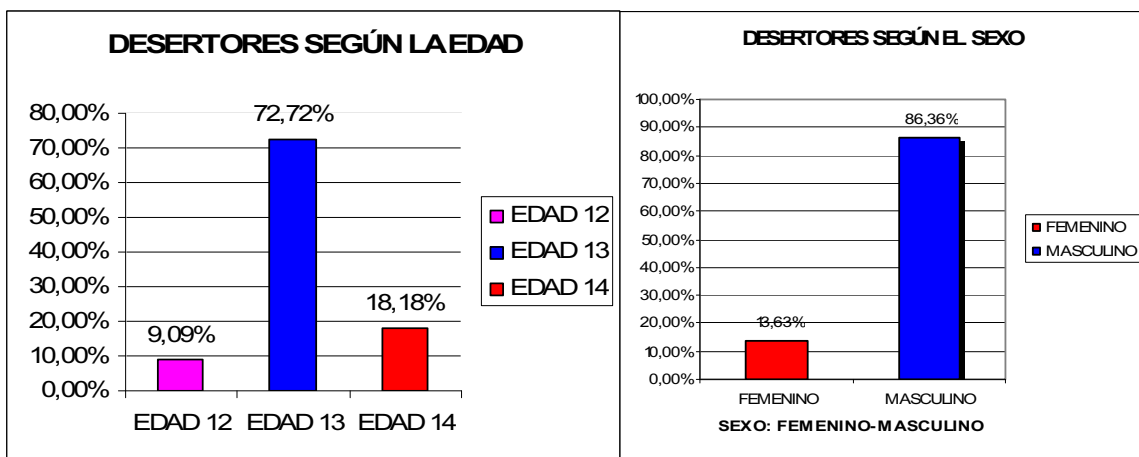 DESERTORES SEGÚN LA EDAD
80,00%
70,00%
60,00%
50,00%
40,00%
30,00%
20,00%
10,00%
0,00%
9,09%
72,72%
18,18%
EDAD 12 EDAD 13 EDAD 14
EDAD 12
EDAD 13
EDAD 14
DESERTORES SEGÚN EL SEXO
100,00%
90,00%
80,00%
70,00%
60,00%
50,00%
40,00%
30,00%
20,00%
10,00%
0,00%
13,63%
86,36%
FEMENINO MASCULINO
SEXO: FEMENINO-MASCULINO
FEMENINO
MASCULINO